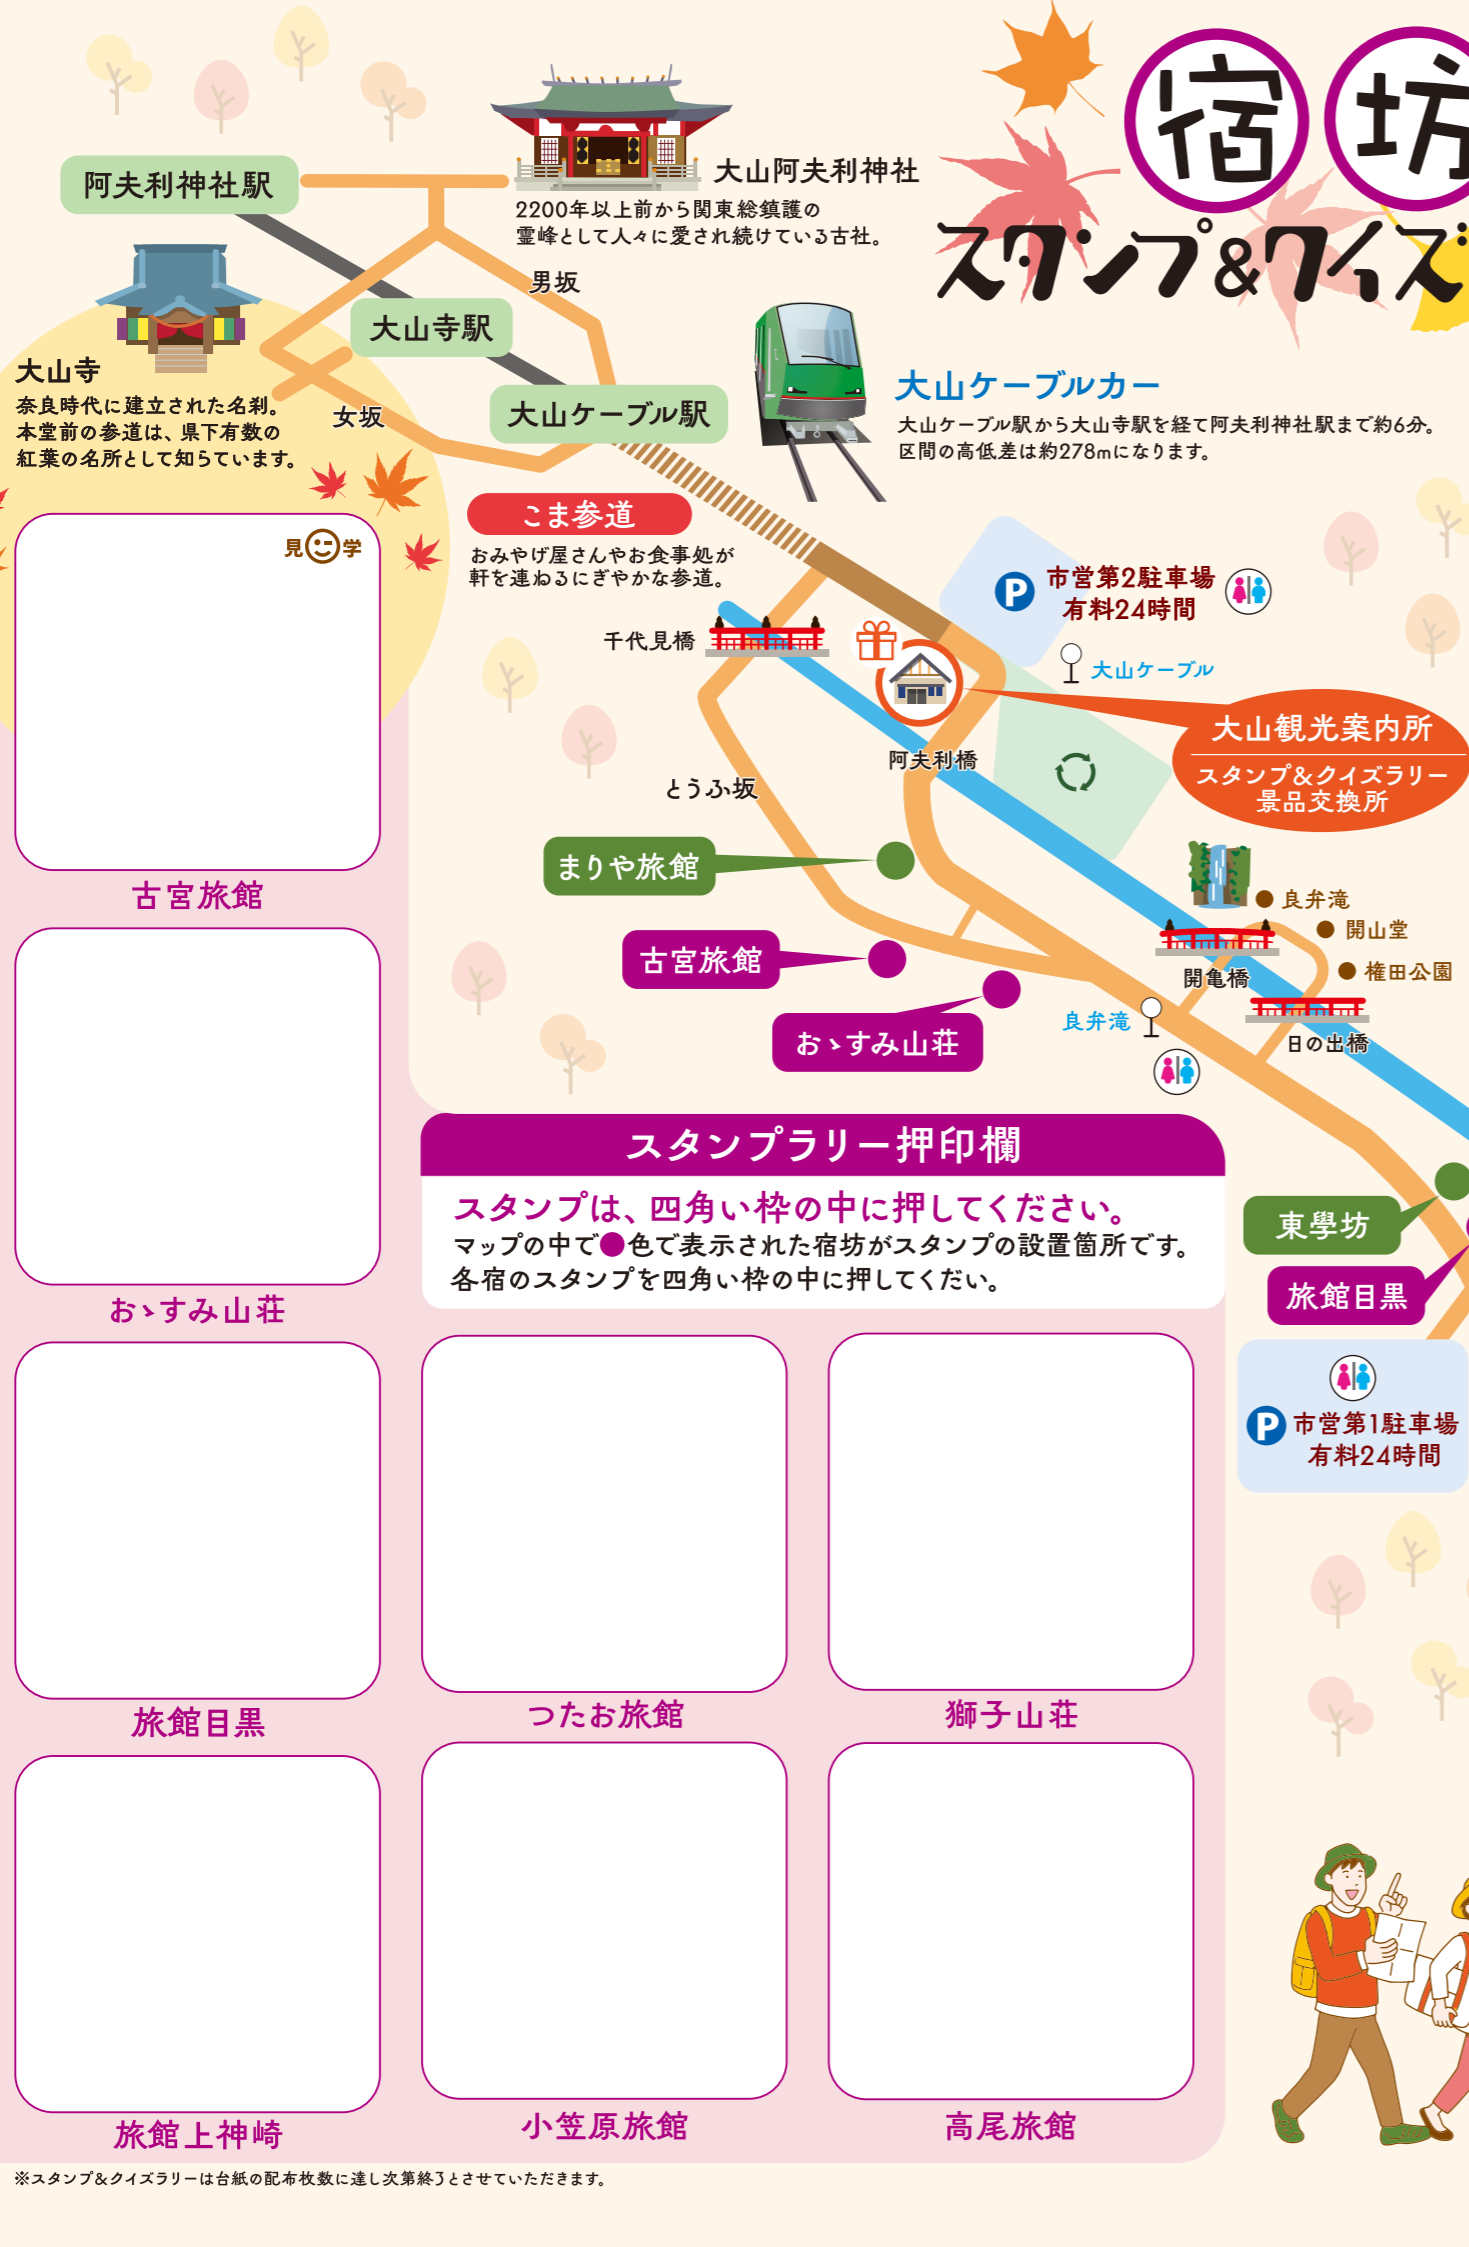 宿坊
スタンプ&クイズ
阿夫利神社駅
大山阿夫利神社
2200年以上前から関東総鎮護の
霊峰として人々に愛され続けている古社。
男坂
大山寺駅
大山寺
奈良時代に建立された名刹。
本堂前の参道は、県下有数の
紅葉の名所として知らています。
女坂
大山ケーブル駅
大山ケーブルカー
大山ケーブル駅から大山寺駅を経て阿夫利神社駅まで約6分。
区間の高低差は約278mになります。
こま参道
おみやげ屋さんやお食事処が
軒を連ねるにぎやかな参道。
見学
P
市営第2駐車場
有料24時間
千代見橋
大山ケーブル
大山観光案内所
スタンプ&クイズラリー
景品交換所
阿夫利橋
とうふ坂
まりや旅館
良弁滝
開山堂
権田公園
開亀橋
日の出橋
古宮旅館
おゝすみ山荘
良弁滝
古宮旅館
スタンプラリー押印欄
スタンプは、四角い枠の中に押してください。
マップの中で●色で表示された宿坊がスタンプの設置箇所です。
各宿のスタンプを四角い枠の中に押してくだい。
東學坊
旅館目黒
P
市営第1駐車場
有料24時間
おゝすみ山荘
旅館目黒
つたお旅館
獅子山荘
旅館上神崎
小笠原旅館
高尾旅館
※スタンプ&クイズラリーは台紙の配布枚数に達し次第終了とさせていただきます。